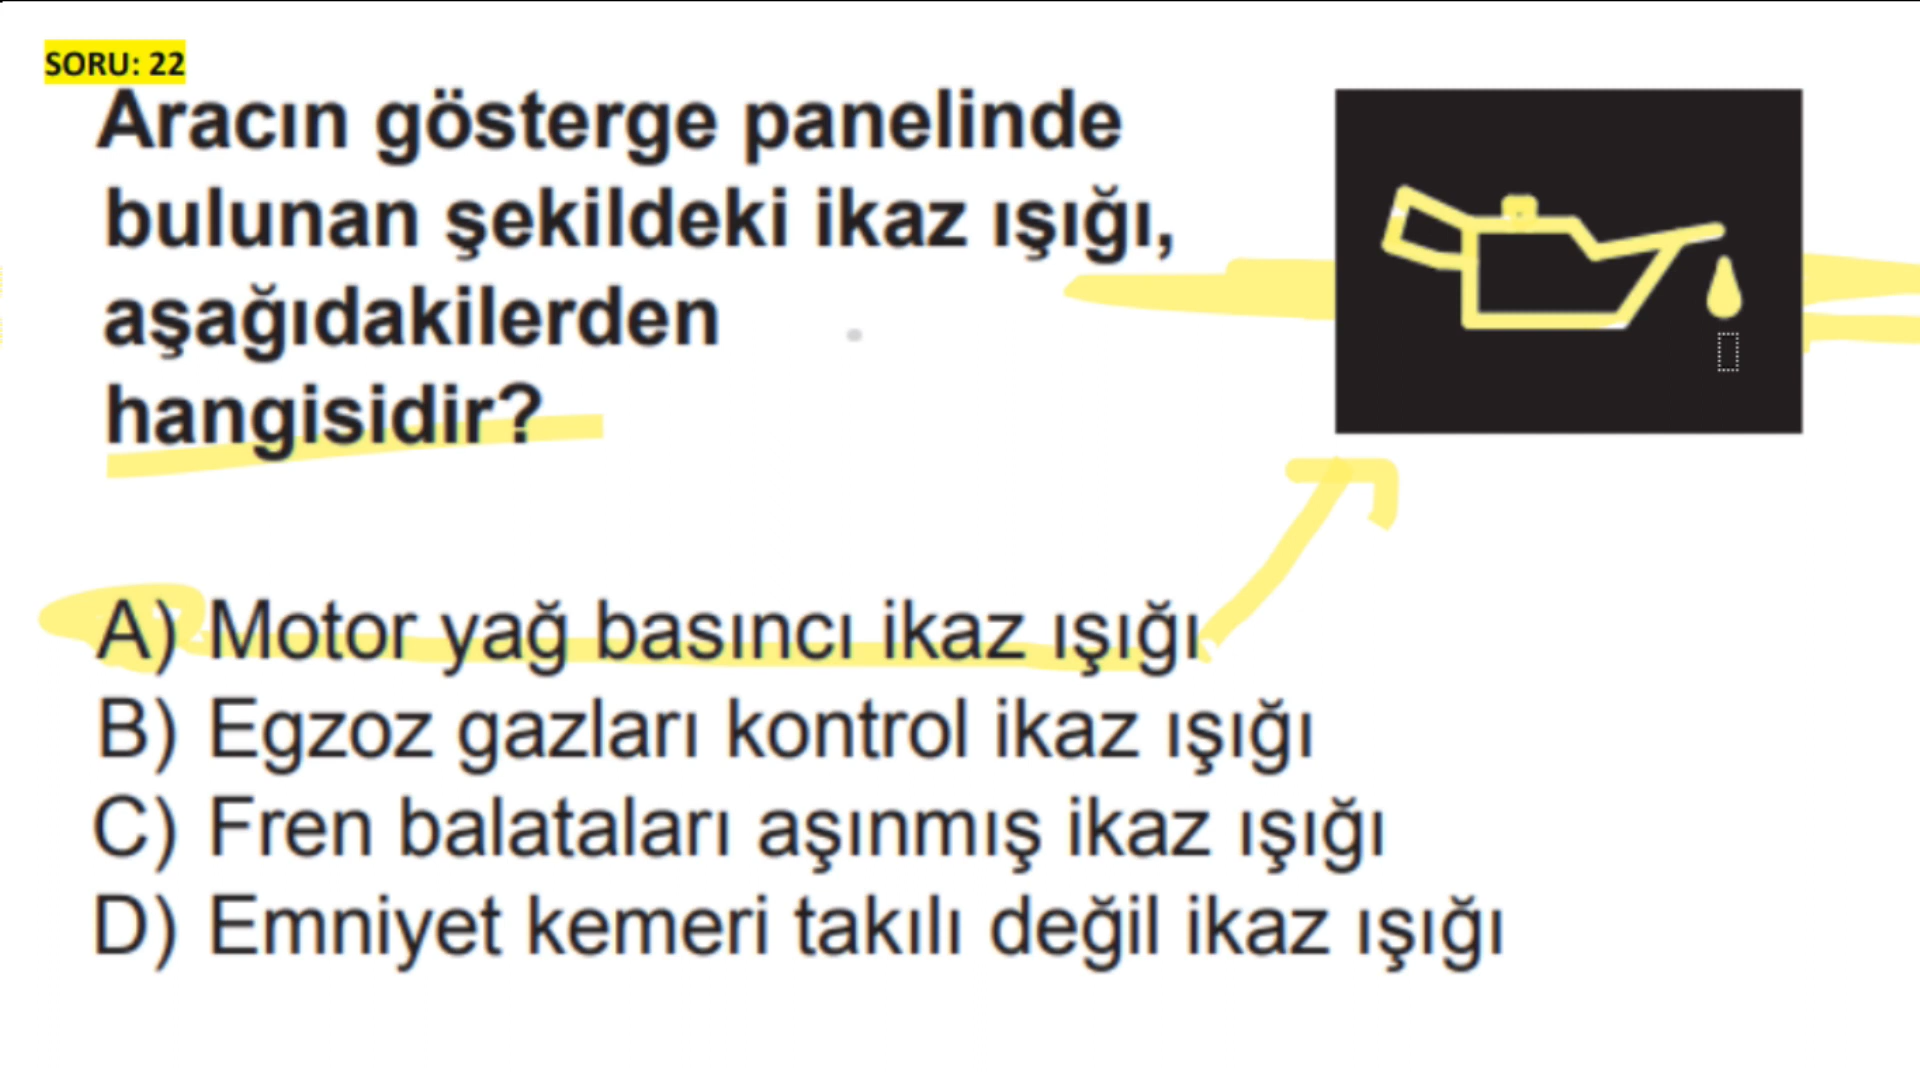 SORU: 22
Aracın gösterge panelinde
bulunan şekildeki ikaz ışığı,
aşağıdakilerden
hangisidir?
A) Motor yağ basıncı ikaz ışığı
B) Egzoz gazları kontrol ikaz ışığı
C) Fren balataları aşınmış ikaz ışığı
D) Emniyet kemeri takılı değil ikaz ışığı